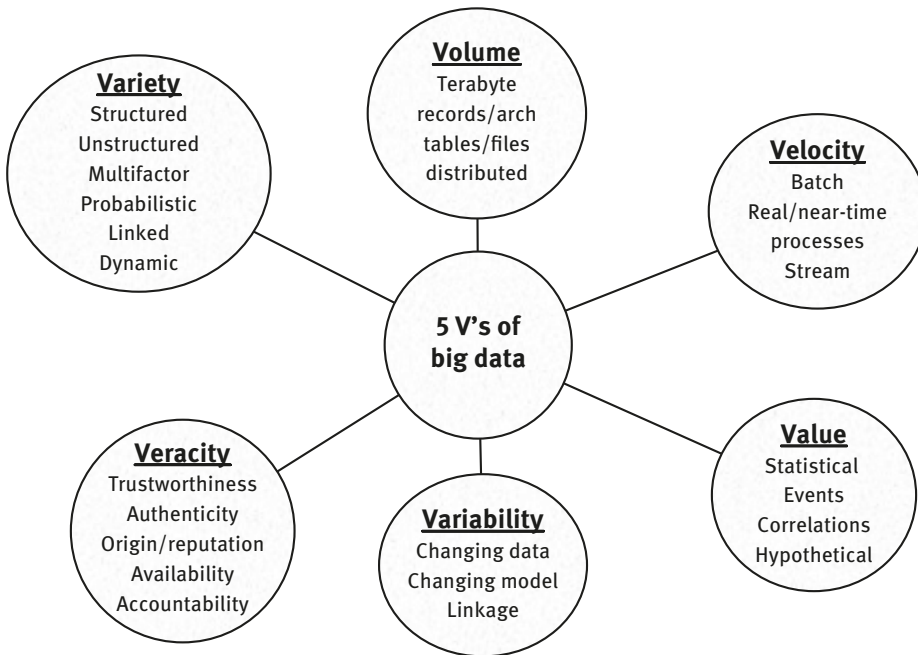 Volume
Terabyte
records/arch
tables/files
distributed
Variety
Structured
Unstructured
Multifactor
Probabilistic
Linked
Dynamic
Velocity
Batch
Real/near-time
processes
Stream
5 V’s of
big data
Veracity
Trustworthiness
Authenticity
Origin/reputation
Availability
Accountability
Variability
Changing data
Changing model
Linkage
Value
Statistical
Events
Correlations
Hypothetical